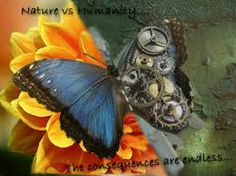 Nature vs Humanity....
The consequences are endless...